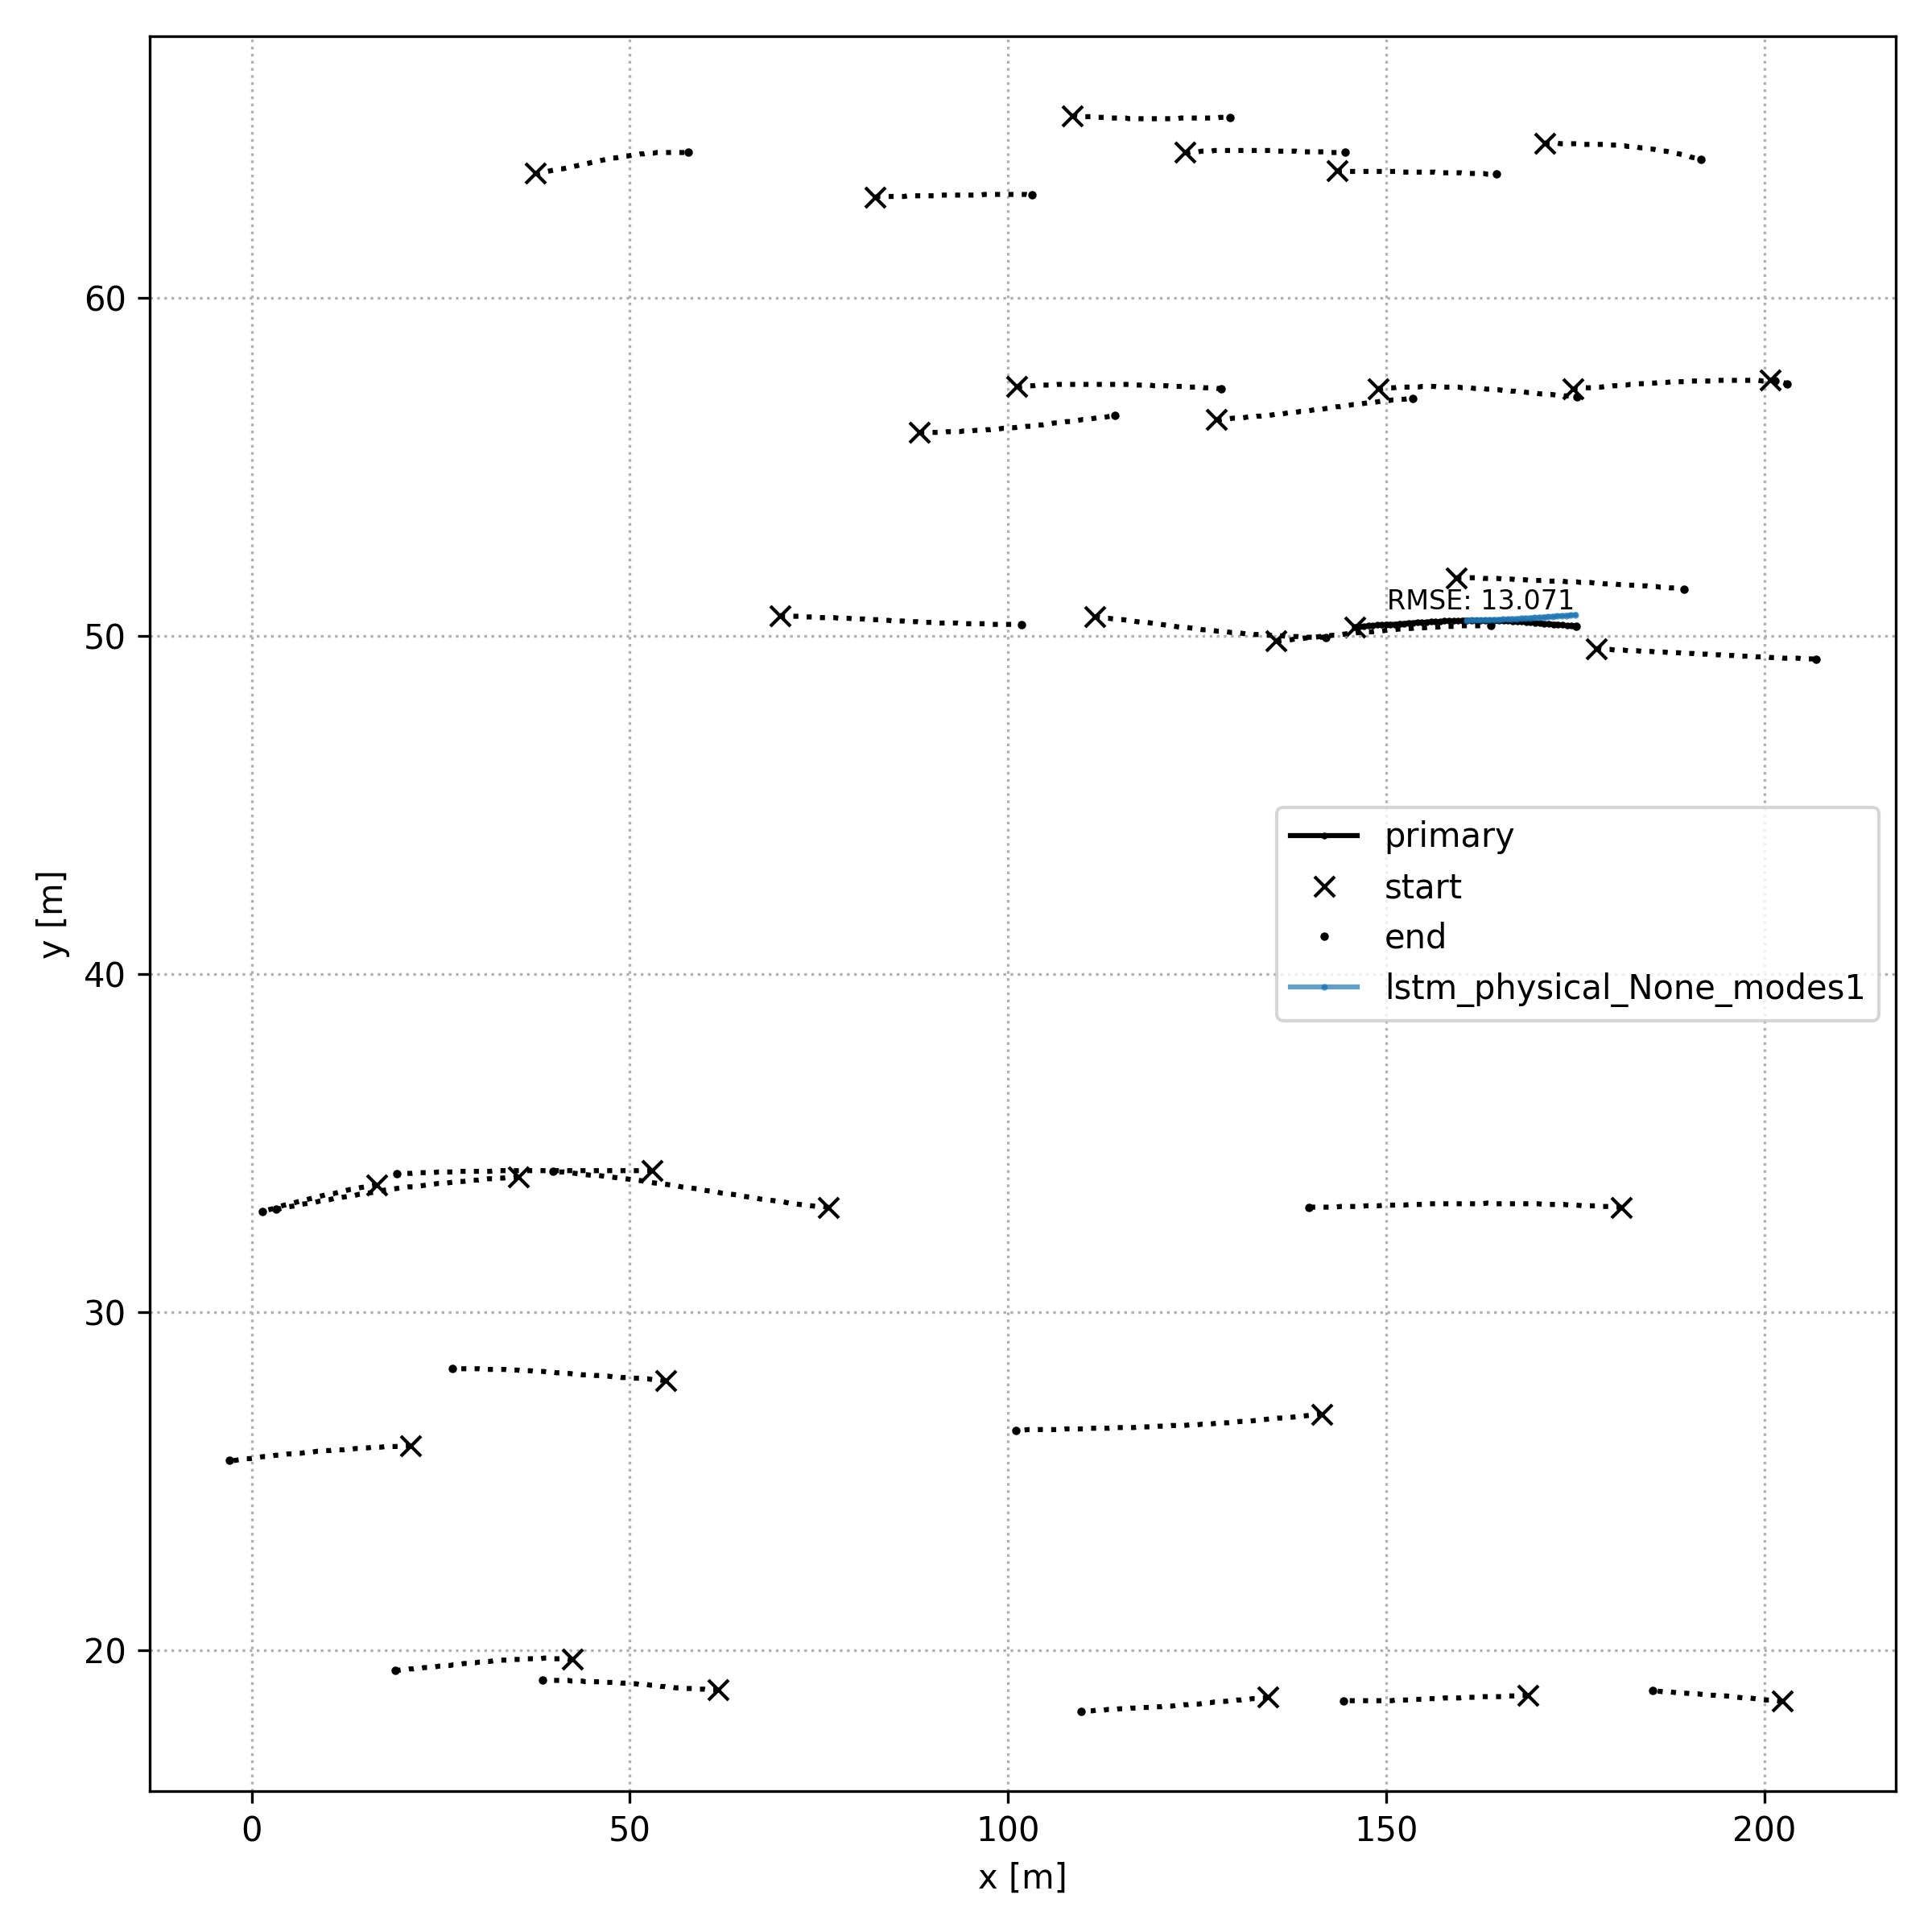 60
50
40
30
20
y [m]
RMSE: 13.071
primary
start
end
lstm_physical_None_modes1
0
50
100
150
200
x [m]